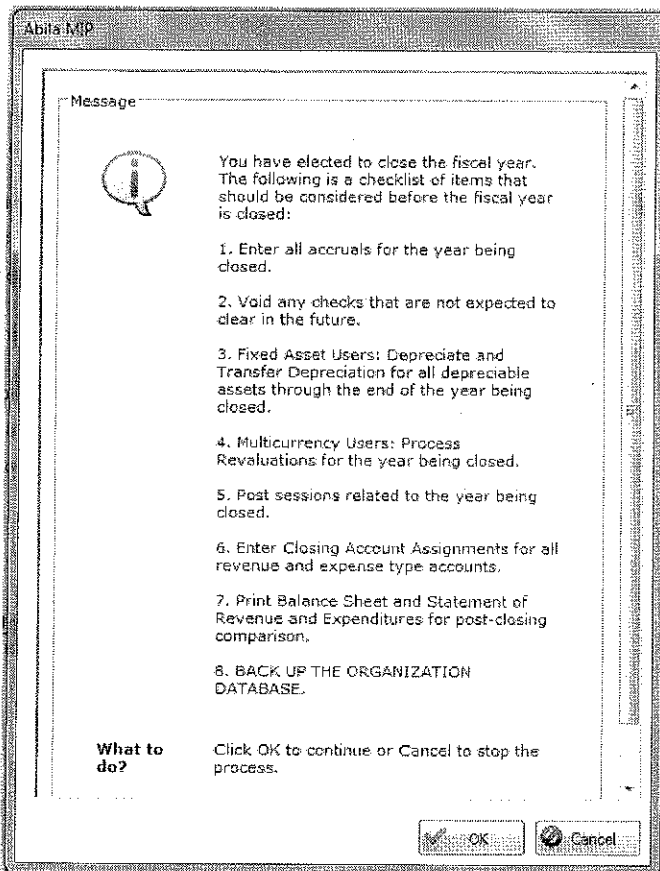 Abila MIP
Message
You have elected to close the fiscal year.
The following is a checklist of items that
should be considered before the fiscal year
is closed:
1. Enter all accruals for the year being
closed.
2. Void any checks that are not expected to
clear in the future.
3. Fixed Asset Users: Depreciate and
Transfer Depreciation for all depreciable
assets through the end of the year being
closed.
4. Multicurrency Users: Process
Revaluations for the year being closed.
5. Post sessions related to the year being
closed.
6. Enter Closing Account Assignments for all
revenue and expense type accounts.
7. Print Balance Sheet and Statement of
Revenue and Expenditures for post-closing
comparison.
8. BACK UP THE ORGANIZATION
DATABASE.
What to
do?
Click OK to continue or Cancel to stop the
process.
OK
Cancel